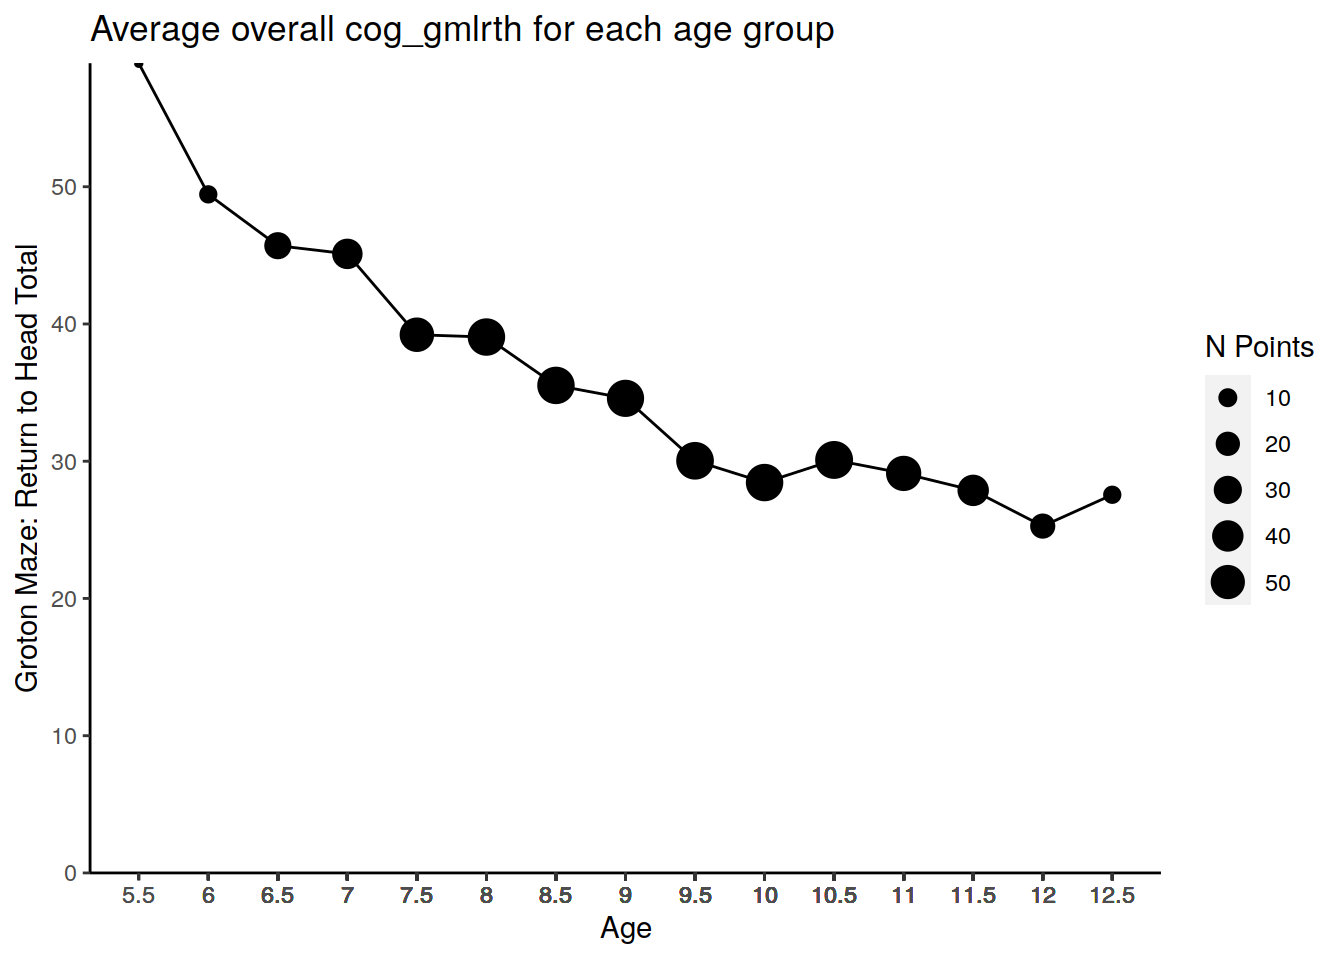 Average overall cog_gmlrth for each age group
Groton Maze: Return to Head Total
50
40
30
20
10
0
5.5 6 6.5 7 7.5 8 8.5 9 9.5 10 10.5 11 11.5 12 12.5
Age
N Points
10
20
30
40
50